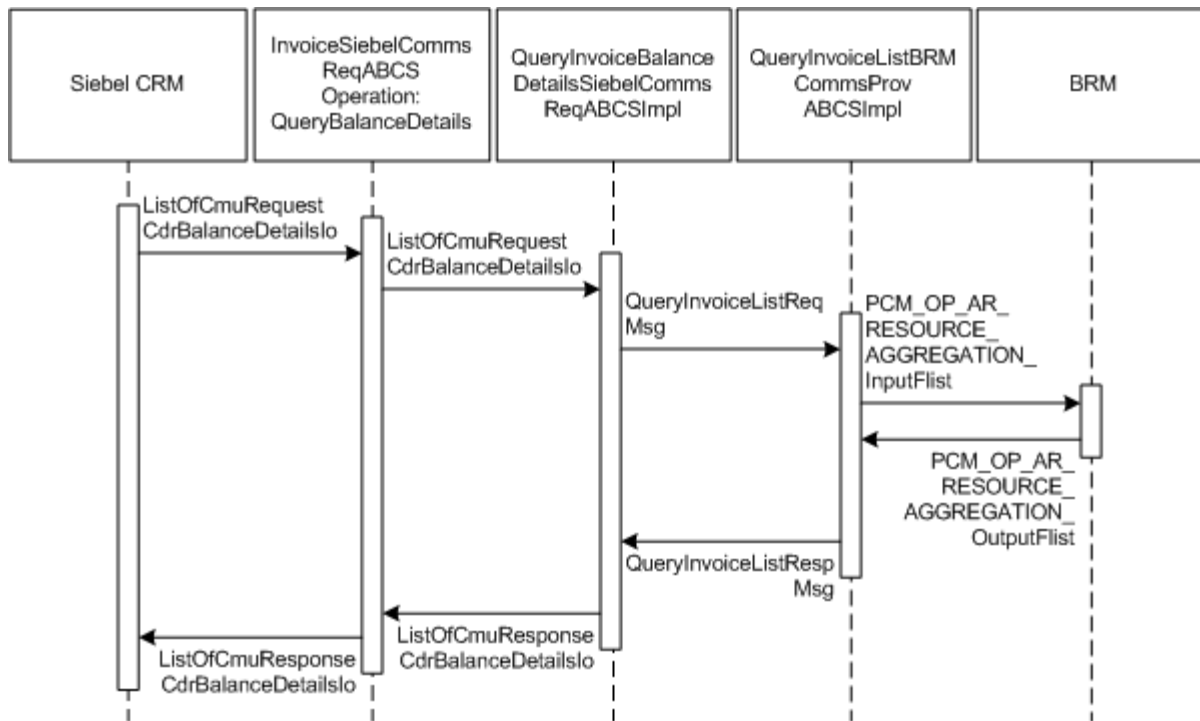 Siebel CRM
InvoiceSiebelComms
ReqABCS
Operation:
QueryBalanceDetails
QueryInvoiceBalance
DetailsSiebelComms
ReqABCSImpl
QueryInvoiceListBRM
CommsProv
ABCSImpl
BRM
ListOfCmuRequest
CdrBalanceDetailsIo
ListOfCmuRequest
CdrBalanceDetailsIo
QueryInvoiceListReq
Msg
PCM_OP_AR_
RESOURCE_
AGGREGATION_
InputFlist
PCM_OP_AR_
RESOURCE_
AGGREGATION_
OutputFlist
QueryInvoiceListResp
Msg
ListOfCmuResponse
CdrBalanceDetailsIo
ListOfCmuResponse
CdrBalanceDetailsIo